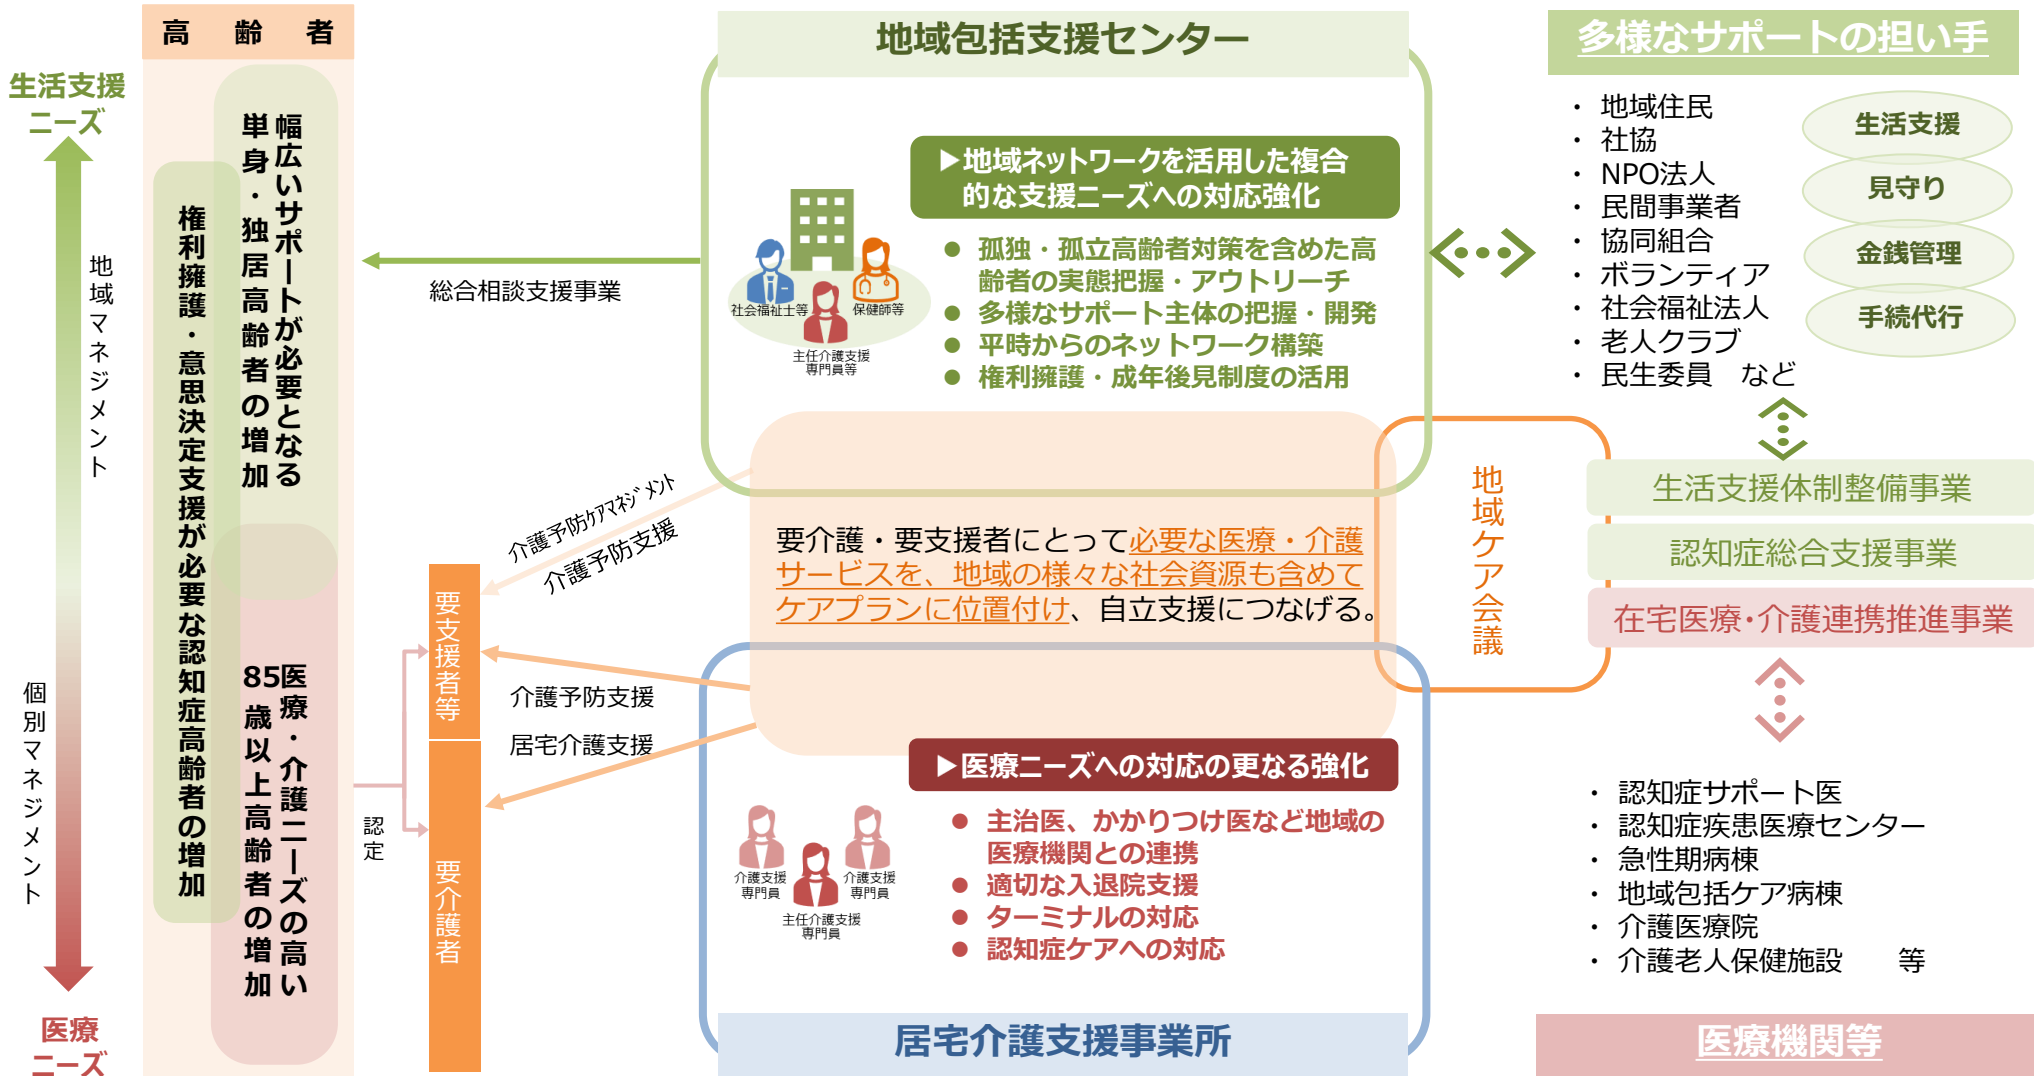 高齢者
生活支援
ニーズ
地域マネジメント
個別マネジメント
医療
ニーズ
幅広いサポートが必要となる
単身・独居高齢者の増加
権利擁護・意思決定支援が必要な認知症高齢者の増加
医療・介護ニーズの高い
85歳以上高齢者の増加
認定
要支援者等
要介護者
総合相談支援事業
介護予防ｹｱﾏﾈｼﾞﾒﾝﾄ
介護予防支援
介護予防支援
居宅介護支援
地域包括支援センター
▶地域ネットワークを活用した複合
的な支援ニーズへの対応強化
社会福祉士等
保健師等
主任介護支援
専門員等
● 孤独・孤立高齢者対策を含めた高
齢者の実態把握・アウトリーチ
● 多様なサポート主体の把握・開発
● 平時からのネットワーク構築
● 権利擁護・成年後見制度の活用
要介護・要支援者にとって必要な医療・介護
サービスを、地域の様々な社会資源も含めて
ケアプランに位置付け、自立支援につなげる。
地域ケア会議
▶医療ニーズへの対応の更なる強化
介護支援
専門員
介護支援
専門員
主任介護支援
専門員
● 主治医、かかりつけ医など地域の
医療機関との連携
● 適切な入退院支援
● ターミナルの対応
● 認知症ケアへの対応
居宅介護支援事業所
多様なサポートの担い手
・ 地域住民
・ 社協
・ NPO法人
・ 民間事業者
・ 協同組合
・ ボランティア
・ 社会福祉法人
・ 老人クラブ
・ 民生委員　など
生活支援
見守り
金銭管理
手続代行
生活支援体制整備事業
認知症総合支援事業
在宅医療・介護連携推進事業
・ 認知症サポート医
・ 認知症疾患医療センター
・ 急性期病棟
・ 地域包括ケア病棟
・ 介護医療院
・ 介護老人保健施設　等
医療機関等